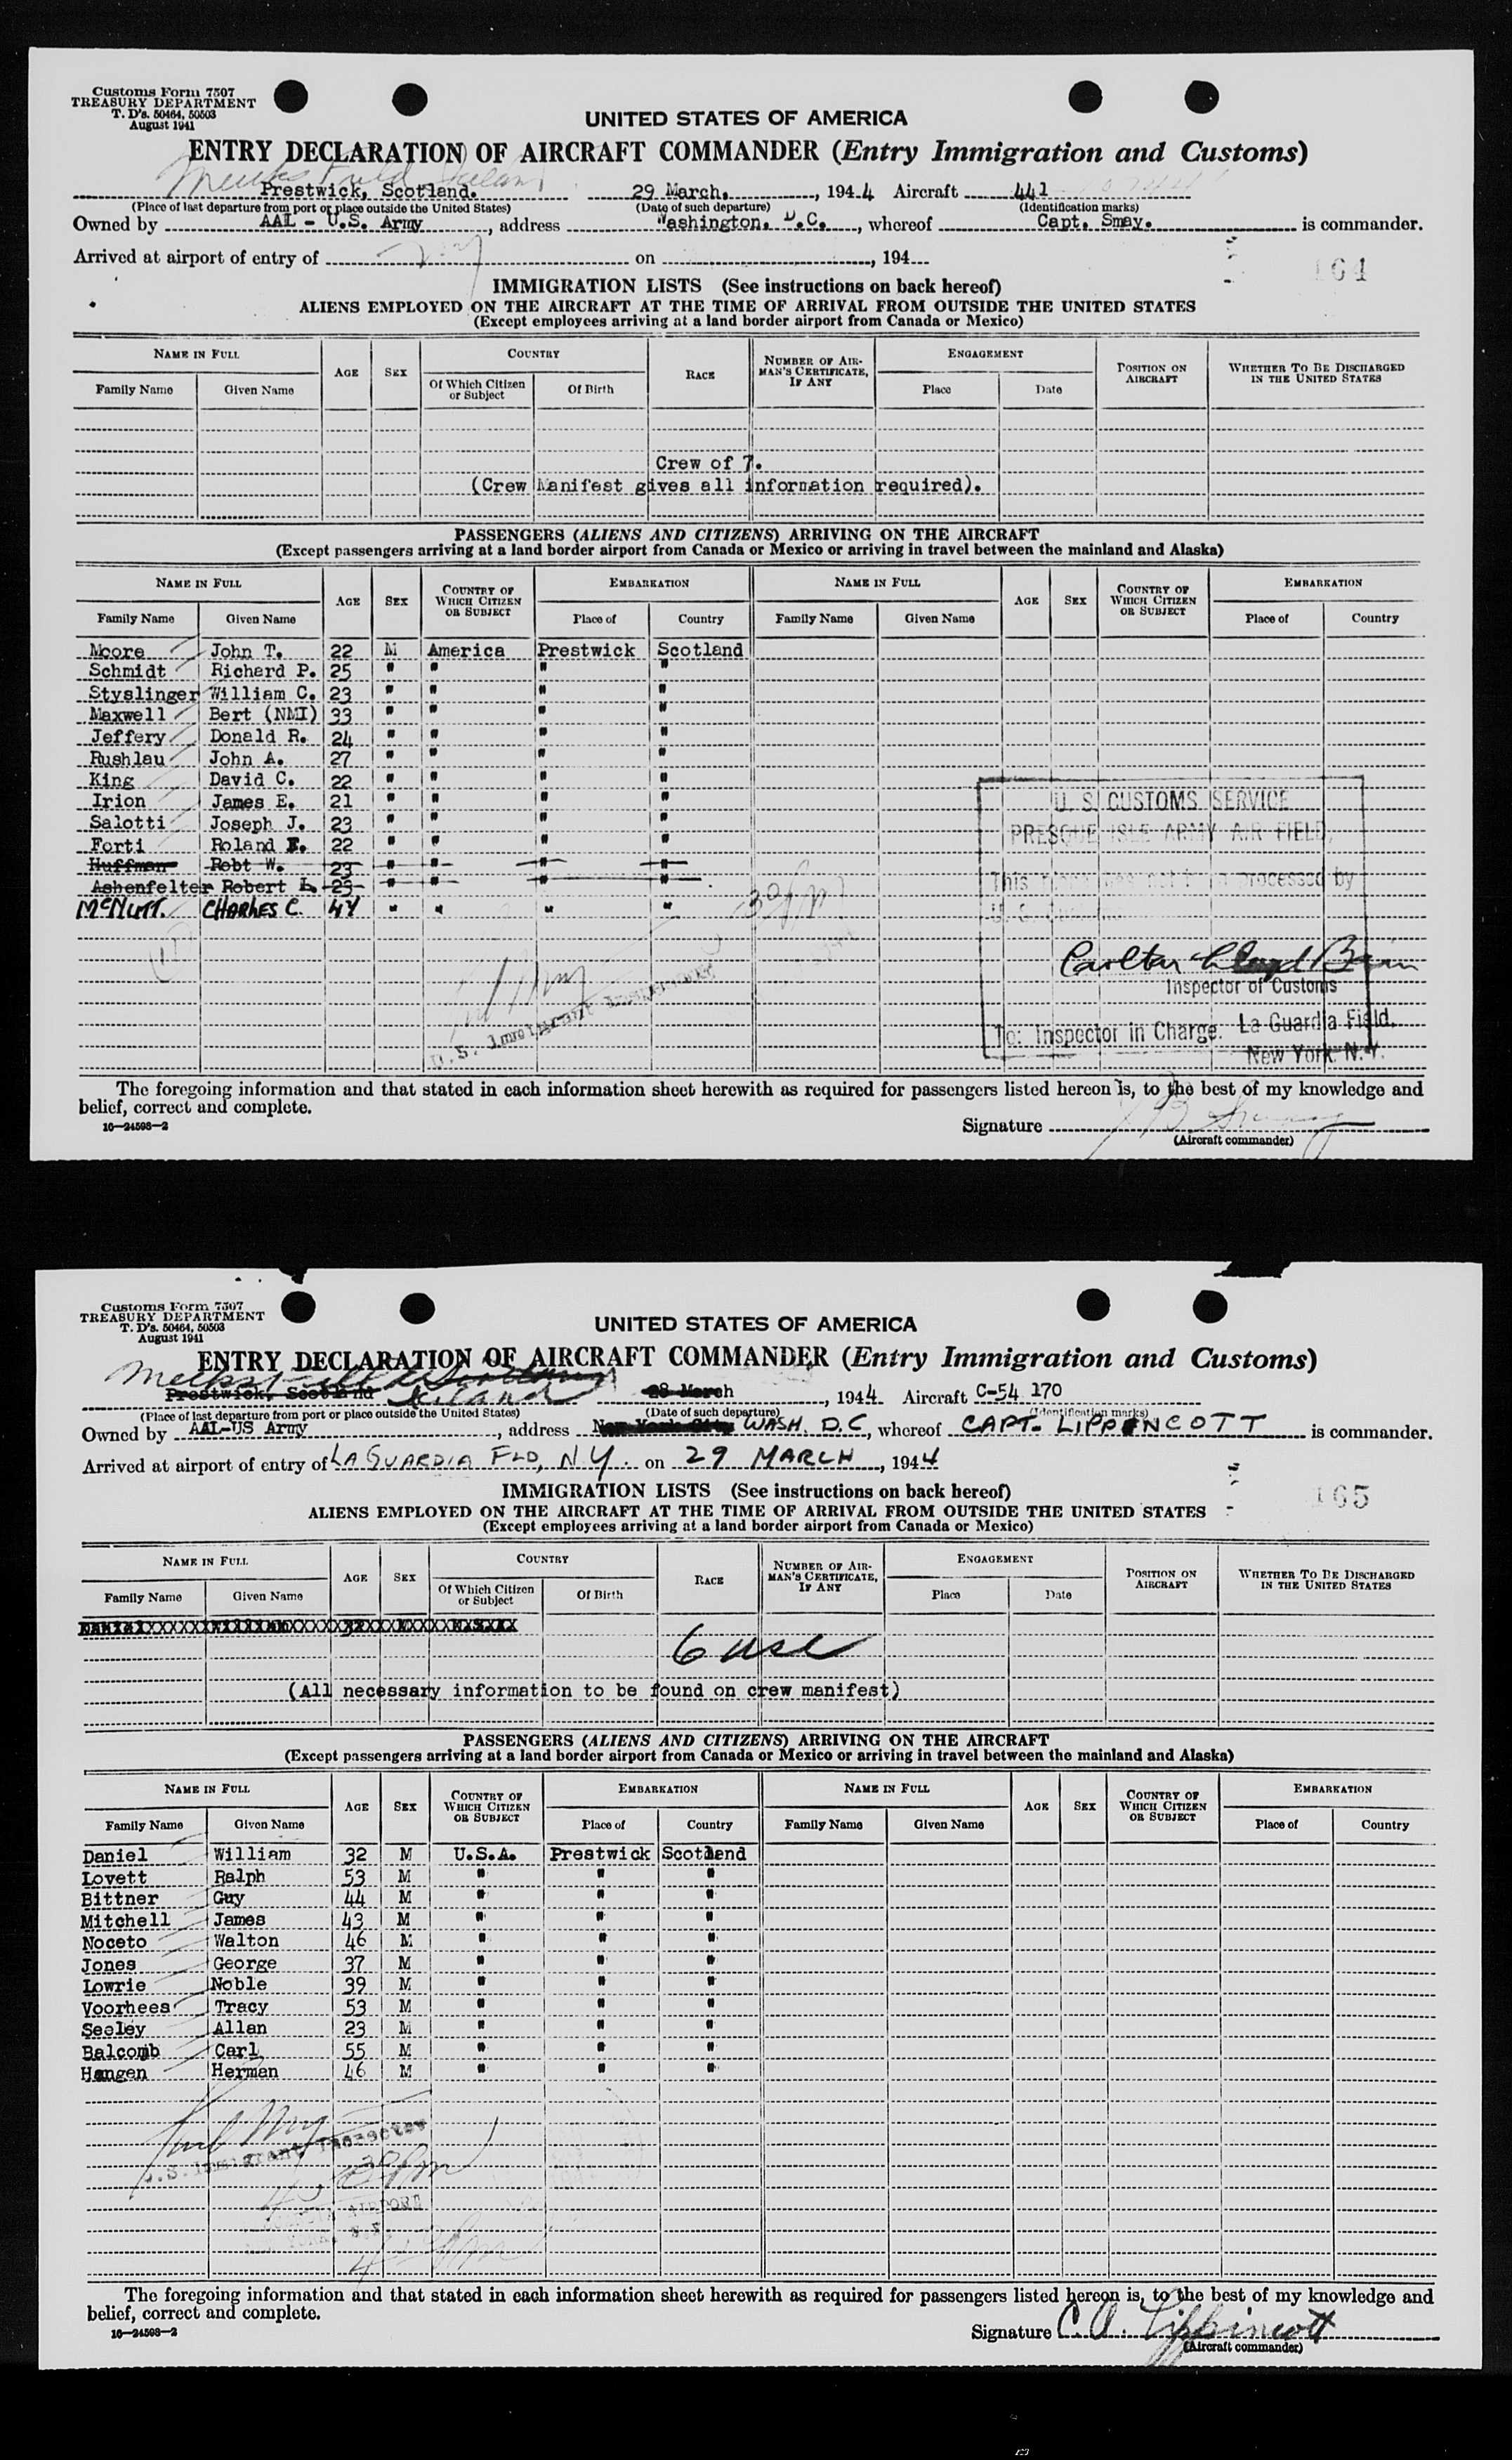 Customs Form 7507
TREASURY DEPARTMENT
T. D's. 50464, 50503
August 1941
UNITED STATES OF AMERICA
ENTRY DECLARATION OF AIRCRAFT COMMANDER (Entry Immigration and Customs)
Meeks Field Iceland
Prestwick, Scotland. 29 March, 1944 Aircraft 441
(Place of last departure from port or place outside the United States) (Date of such departure) (Identification marks)
Owned by AAL - U.S. Army, address Washington, D.C., whereof Capt. Smay. is commander.
Arrived at airport of entry of on , 194
164
IMMIGRATION LISTS (See instructions on back hereof)
ALIENS EMPLOYED ON THE AIRCRAFT AT THE TIME OF ARRIVAL FROM OUTSIDE THE UNITED STATES
(Except employees arriving at a land border airport from Canada or Mexico)
NAME IN FULL AGE SEX COUNTRY RACE NUMBER OF AIRMAN'S CERTIFICATE, IF ANY ENGAGEMENT POSITION ON AIRCRAFT WHETHER TO BE DISCHARGED IN THE UNITED STATES
Family Name Given Name Of Which Citizen or Subject Of Birth Place Date
Crew of 7.
(Crew Manifest gives all information required).
PASSENGERS (ALIENS AND CITIZENS) ARRIVING ON THE AIRCRAFT
(Except passengers arriving at a land border airport from Canada or Mexico or arriving in travel between the mainland and Alaska)
NAME IN FULL AGE SEX COUNTRY OF WHICH CITIZEN OR SUBJECT EMBARKATION NAME IN FULL AGE SEX COUNTRY OF WHICH CITIZEN OR SUBJECT EMBARKATION
Family Name Given Name Place of Country Family Name Given Name Place of Country
Moore John T. 22 M America Prestwick Scotland
Schmidt Richard P. 25 " " " "
Styslinger William C. 23 " " " "
Maxwell Bert (NMI) 33 " " " "
Jeffery Donald R. 24 " " " "
Rushlau John A. 27 " " " "
King David C. 22 " " " "
Irion James E. 21 " " " "
Salotti Joseph J. 23 " " " "
Forti Roland F. 22 " " " "
Huffman Robt W. 23 " " " "
Ashenfelter Robert L. 25 " " " "
McNutt. CHARLES C. 44 " " " "
U. S. CUSTOMS SERVICE
PRESQUE ISLE ARMY AIR FIELD,
This plane was not processed by
U. S. Customs
Inspector of Customs
To: Inspector in Charge. La Guardia Field,
New York N.Y.
U.S. Immigrant Inspector
The foregoing information and that stated in each information sheet herewith as required for passengers listed hereon is, to the best of my knowledge and
belief, correct and complete.
16—24598—2
Signature J B Smay
(Aircraft commander)
Customs Form 7507
TREASURY DEPARTMENT
T. D's. 50464, 50503
August 1941
UNITED STATES OF AMERICA
ENTRY DECLARATION OF AIRCRAFT COMMANDER (Entry Immigration and Customs)
Meeks Field Iceland
Prestwick, Scotland 28 March, 1944 Aircraft C-54 170
(Place of last departure from port or place outside the United States) (Date of such departure) (Identification marks)
Owned by AAL-US Army, address New York City WASH. D.C, whereof CAPT. LIPPENCOTT is commander.
Arrived at airport of entry of LA GUARDIA FLD, N Y. on 29 MARCH, 1944
165
IMMIGRATION LISTS (See instructions on back hereof)
ALIENS EMPLOYED ON THE AIRCRAFT AT THE TIME OF ARRIVAL FROM OUTSIDE THE UNITED STATES
(Except employees arriving at a land border airport from Canada or Mexico)
NAME IN FULL AGE SEX COUNTRY RACE NUMBER OF AIRMAN'S CERTIFICATE, IF ANY ENGAGEMENT POSITION ON AIRCRAFT WHETHER TO BE DISCHARGED IN THE UNITED STATES
Family Name Given Name Of Which Citizen or Subject Of Birth Place Date
6 usc
(All necessary information to be found on crew manifest)
PASSENGERS (ALIENS AND CITIZENS) ARRIVING ON THE AIRCRAFT
(Except passengers arriving at a land border airport from Canada or Mexico or arriving in travel between the mainland and Alaska)
NAME IN FULL AGE SEX COUNTRY OF WHICH CITIZEN OR SUBJECT EMBARKATION NAME IN FULL AGE SEX COUNTRY OF WHICH CITIZEN OR SUBJECT EMBARKATION
Family Name Given Name Place of Country Family Name Given Name Place of Country
Daniel William 32 M U.S.A. Prestwick Scotland
Lovett Ralph 53 M " " "
Bittner Guy 44 M " " "
Mitchell James 43 M " " "
Noceto Walton 46 M " " "
Jones George 37 M " " "
Lowrie Noble 39 M " " "
Voorhees Tracy 53 M " " "
Seeley Allan 23 M " " "
Balcomb Carl 55 M " " "
Hangen Herman 46 M " " "
U.S. Immigrant Inspector
The foregoing information and that stated in each information sheet herewith as required for passengers listed hereon is, to the best of my knowledge and
belief, correct and complete.
16—24598—2
Signature C. A. Lippincott
(Aircraft commander)